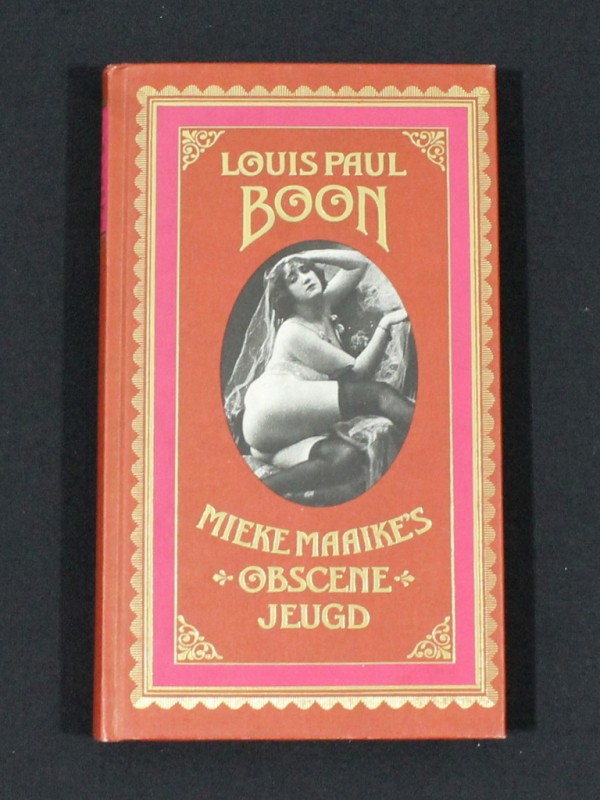 LOUIS PAUL
BOON
MIEKE MAAIKE'S
OBSCENE
JEUGD